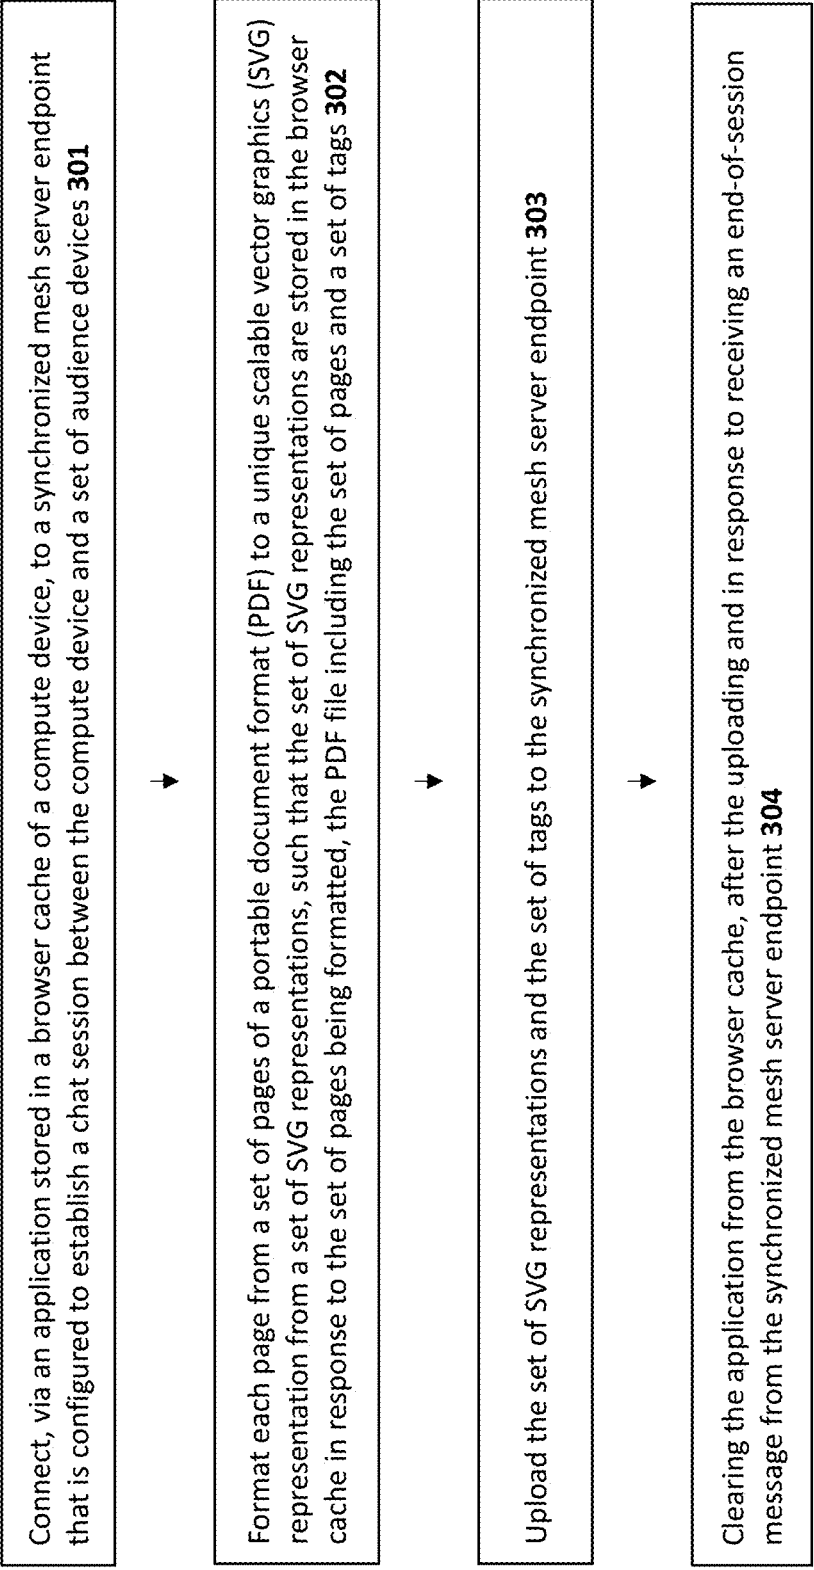 Connect, via an application stored in a browser cache of a compute device, to a synchronized mesh server endpoint
that is configured to establish a chat session between the compute device and a set of audience devices 301
Format each page from a set of pages of a portable document format (PDF) to a unique scalable vector graphics (SVG)
representation from a set of SVG representations, such that the set of SVG representations are stored in the browser
cache in response to the set of pages being formatted, the PDF file including the set of pages and a set of tags 302
Upload the set of SVG representations and the set of tags to the synchronized mesh server endpoint 303
Clearing the application from the browser cache, after the uploading and in response to receiving an end-of-session
message from the synchronized mesh server endpoint 304